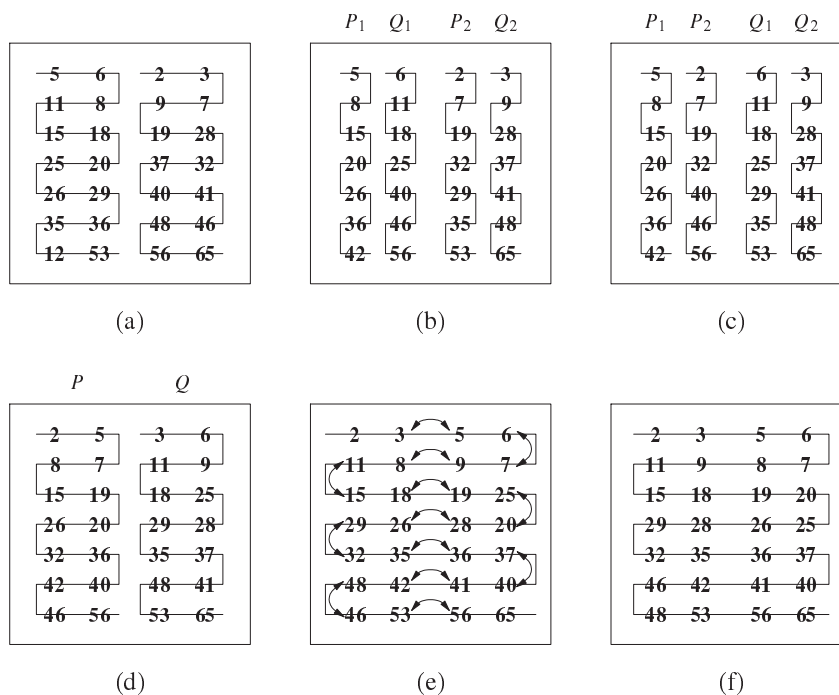 P1 Q1 P2 Q2 P1 P2 Q1 Q2
5 6 2 3 5 6 2 3 5 2 6 3
11 8 9 7 8 11 7 9 8 7 11 9
15 18 19 28 15 18 19 28 15 19 18 28
25 20 37 32 20 25 32 37 20 32 25 37
26 29 40 41 26 40 29 41 26 40 29 41
35 36 48 46 36 46 35 48 36 46 35 48
12 53 56 65 42 56 53 65 42 56 53 65
(a) (b) (c)
P Q
2 5 3 6 2 3 5 6 2 3 5 6
8 7 11 9 11 8 9 7 11 9 8 7
15 19 18 25 15 18 19 25 15 18 19 20
26 20 29 28 29 26 28 20 29 28 26 25
32 36 35 37 32 35 36 37 32 35 36 37
42 40 48 41 48 42 41 40 46 42 41 40
46 56 53 65 46 53 56 65 48 53 56 65
(d) (e) (f)